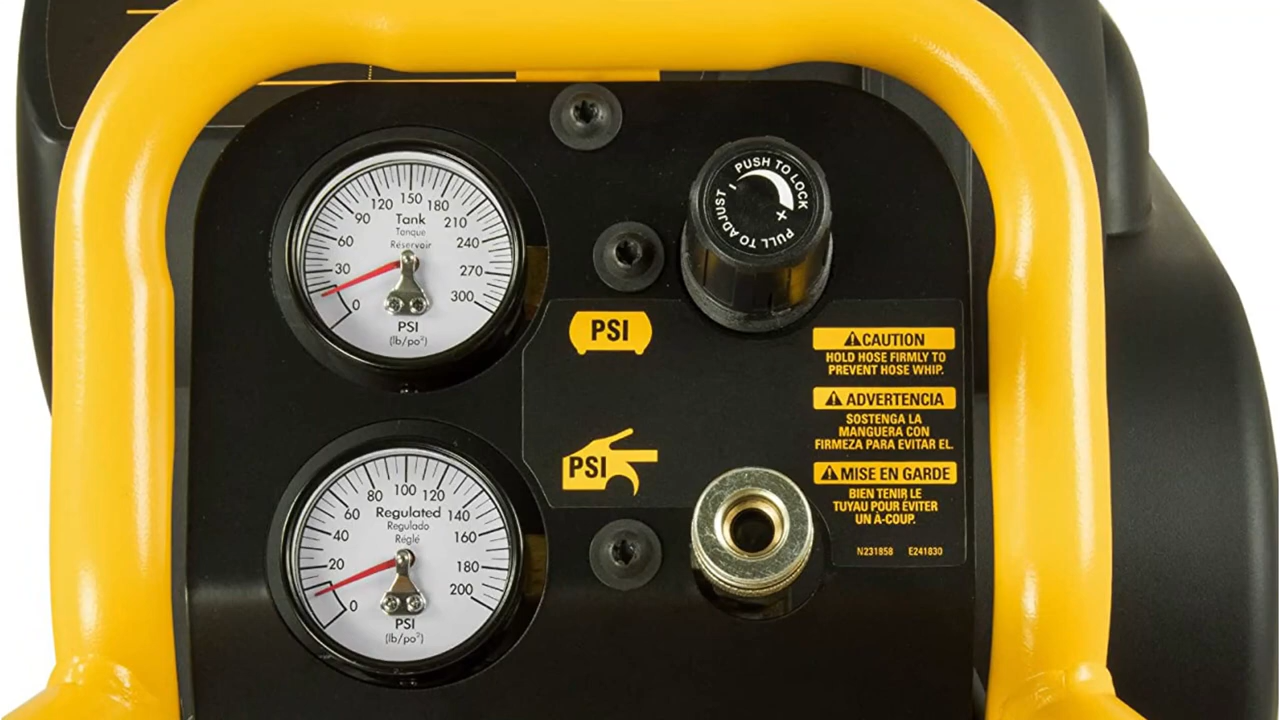 120 150 180
90 210
60 240
30 270
0 300
Tank
Tanque
Réservoir
PSI
(lb/po²)
PUSH TO LOCK
PULL TO ADJUST
PSI
80 100 120
60 140
40 160
20 180
0 200
Regulated
Regulado
Réglé
PSI
(lb/po²)
PSI
CAUTION
HOLD HOSE FIRMLY TO
PREVENT HOSE WHIP.
ADVERTENCIA
SOSTENGA LA
MANGUERA CON
FIRMEZA PARA EVITAR EL.
MISE EN GARDE
BIEN TENIR LE
TUYAU POUR ÉVITER
UN À-COUP.
N231858 E241830